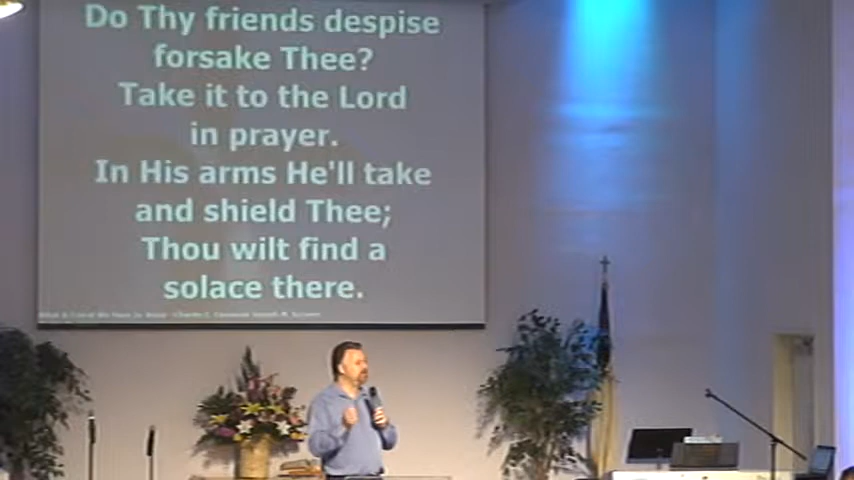 Do Thy friends despise
forsake Thee?
Take it to the Lord
in prayer.
In His arms He'll take
and shield Thee;
Thou wilt find a
solace there.